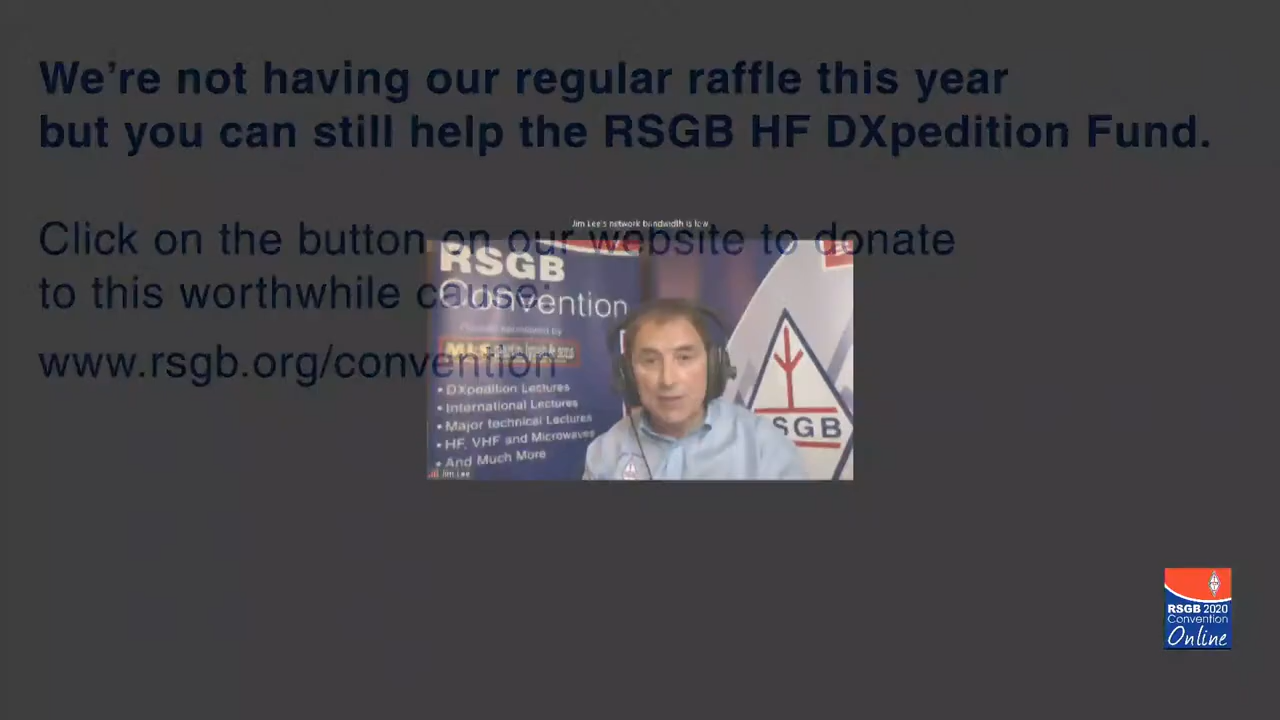 We're not having our regular raffle this year
but you can still help the RSGB HF DXpedition Fund.
Click on the button on our website to donate
to this worthwhile cause:
www.rsgb.org/convention
Jim Lee's network bandwidth is low
RSGB
Convention
MLS
• DXpedition Lectures
• International Lectures
• Major technical Lectures
• HF, VHF and Microwaves
• And Much More
Jim Lee
SGB
RSGB 2020
Convention
Online